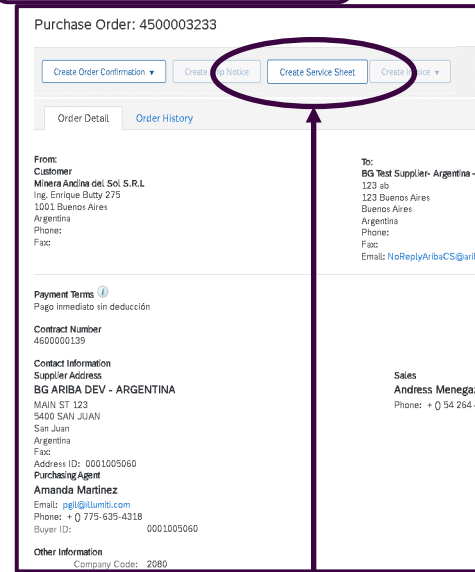 Purchase Order: 4500003233
Create Order Confirmation ▼
Create Ship Notice
Create Service Sheet
Create Invoice ▼
Order Detail
Order History
From:
Customer
Minera Andina del Sol S.R.L
Ing. Enrique Butty 275
1001 Buenos Aires
Argentina
Phone:
Fax:
To:
BG Test Supplier- Argentina -
123 ab
123 Buenos Aires
Buenos Aires
Argentina
Phone:
Fax:
Email: NoReplyAribaCS@ari
Payment Terms
Pago inmediato sin deducción
Contract Number
4600000139
Contact Information
Supplier Address
BG ARIBA DEV - ARGENTINA
MAIN ST 123
5400 SAN JUAN
San Juan
Argentina
Fax:
Address ID: 0001005060
Purchasing Agent
Amanda Martinez
Email: pgil@illumiti.com
Phone: + () 775-635-4318
Buyer ID: 0001005060
Sales
Andress Menega
Phone: + () 54 264
Other Information
Company Code: 2080